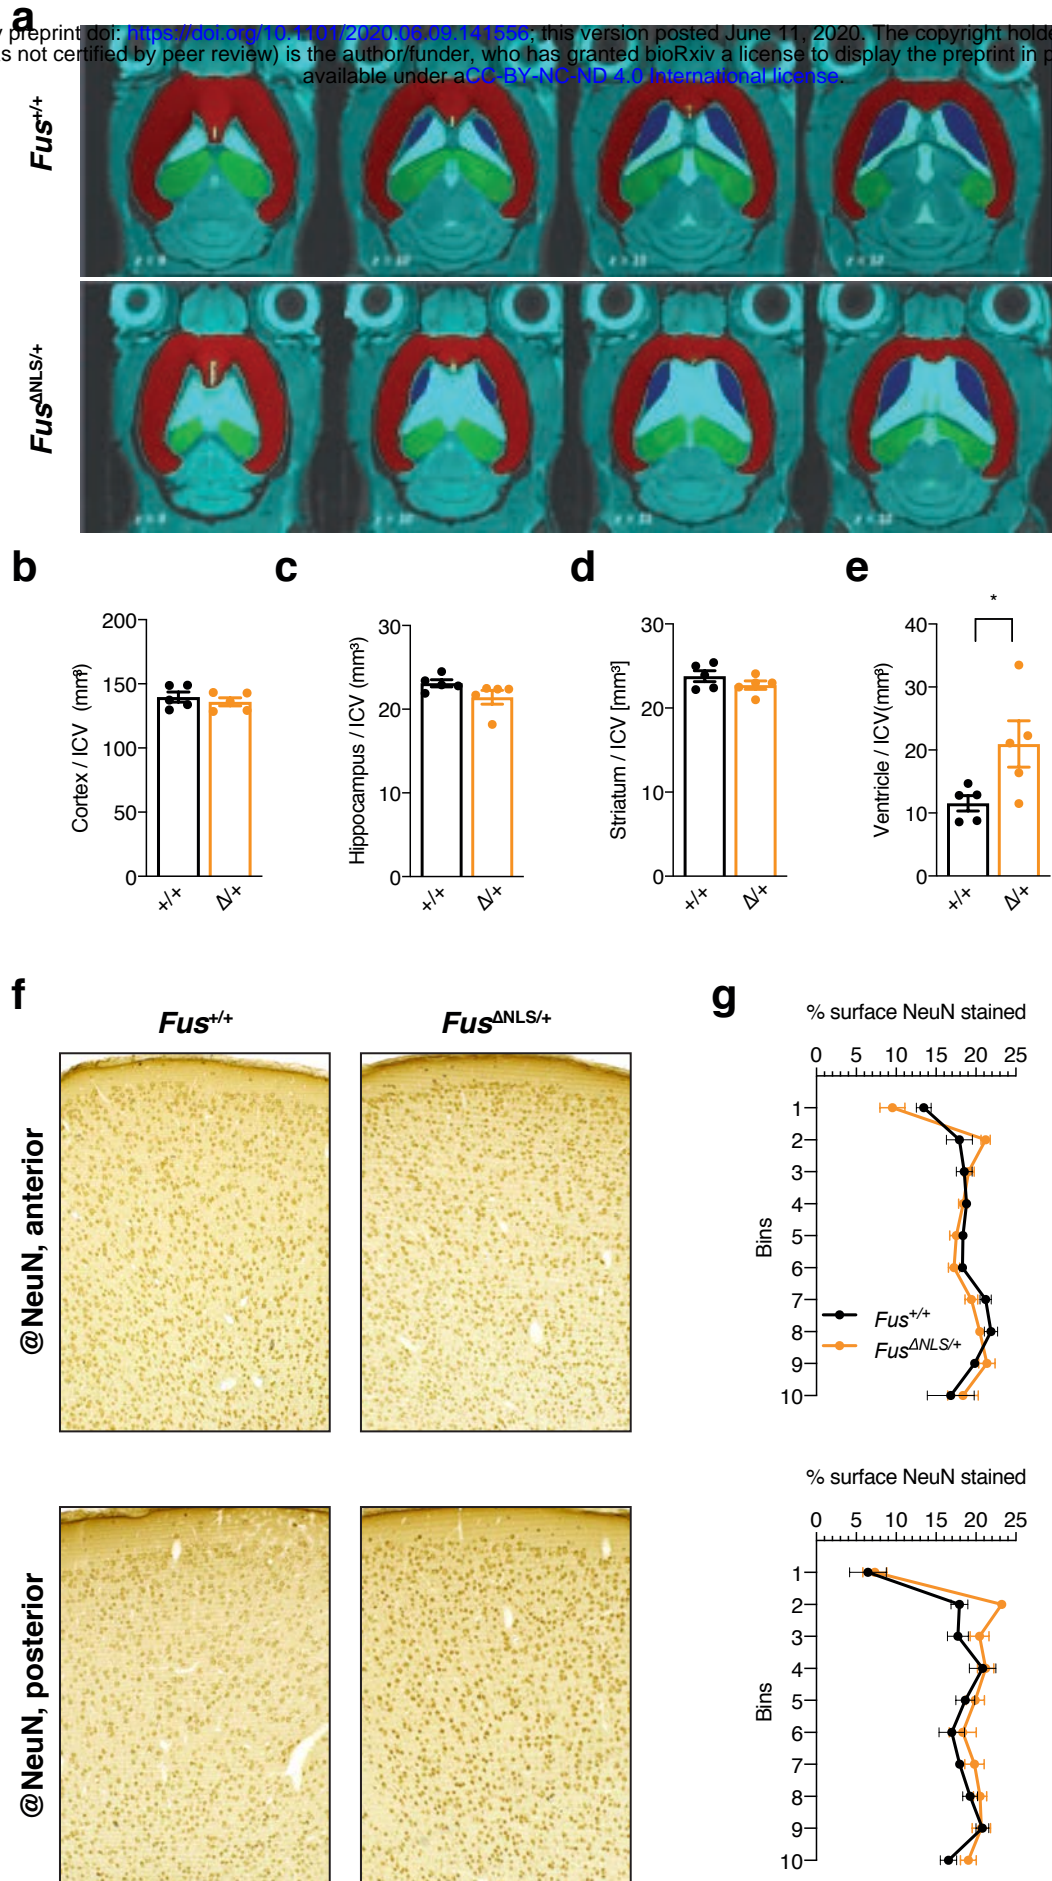 a
preprint doi: https://doi.org/10.1101/2020.06.09.141556; this version posted June 11, 2020. The copyright holde
s not certified by peer review) is the author/funder, who has granted bioRxiv a license to display the preprint in p
available under aCC-BY-NC-ND 4.0 International license.
Fus+/+
FusΔNLS/+
b
c
d
e
Cortex / ICV (mm³)
200
150
100
50
0
+/+
Δ/+
Hippocampus / ICV (mm³)
30
20
10
0
+/+
Δ/+
Striatum / ICV [mm³]
30
20
10
0
+/+
Δ/+
Ventricle / ICV(mm³)
40
30
20
10
0
*
+/+
Δ/+
f
Fus+/+
FusΔNLS/+
@NeuN, anterior
@NeuN, posterior
g
% surface NeuN stained
0 5 10 15 20 25
Bins
1
2
3
4
5
6
7
8
9
10
Fus+/+
FusΔNLS/+
% surface NeuN stained
0 5 10 15 20 25
Bins
1
2
3
4
5
6
7
8
9
10